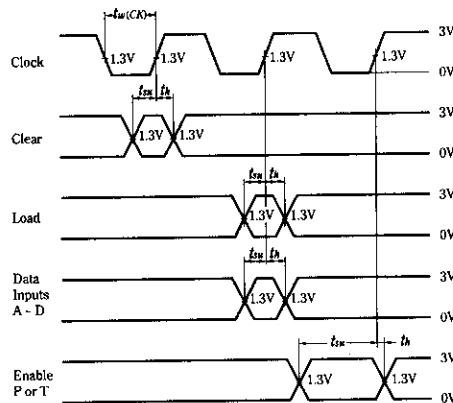 tw(CK)
3V
1.3V 1.3V 1.3V 1.3V
Clock
0V
tsu th
3V
Clear
1.3V 1.3V
0V
tsu th
3V
Load
1.3V 1.3V
0V
tsu th
Data
Inputs
A ~ D
3V
1.3V 1.3V
0V
tsu th
3V
Enable
P or T
1.3V 1.3V
0V